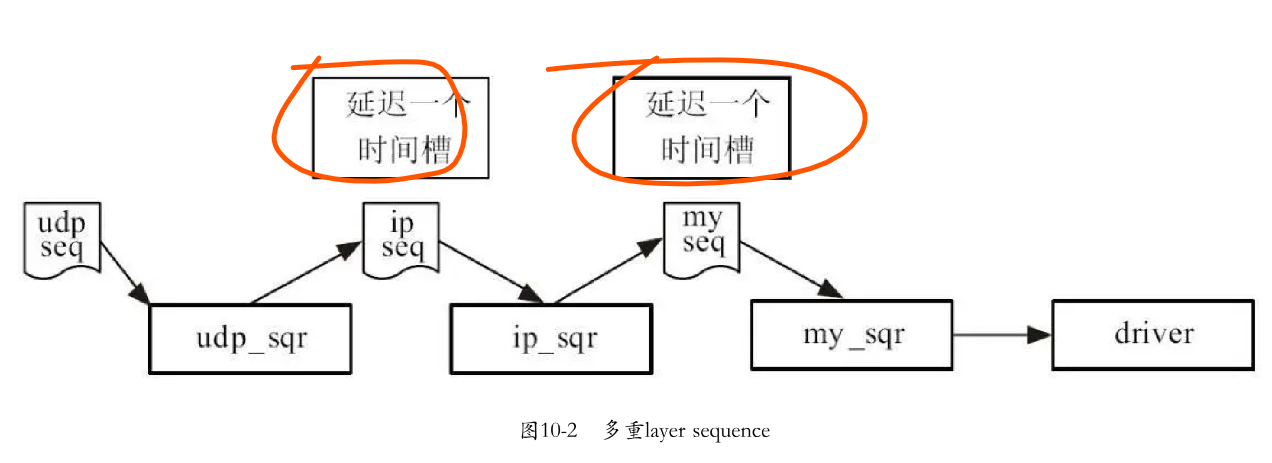 延迟一个
时间槽
延迟一个
时间槽
udp
seq
ip
seq
my
seq
udp_sqr
ip_sqr
my_sqr
driver
图10-2 多重layer sequence